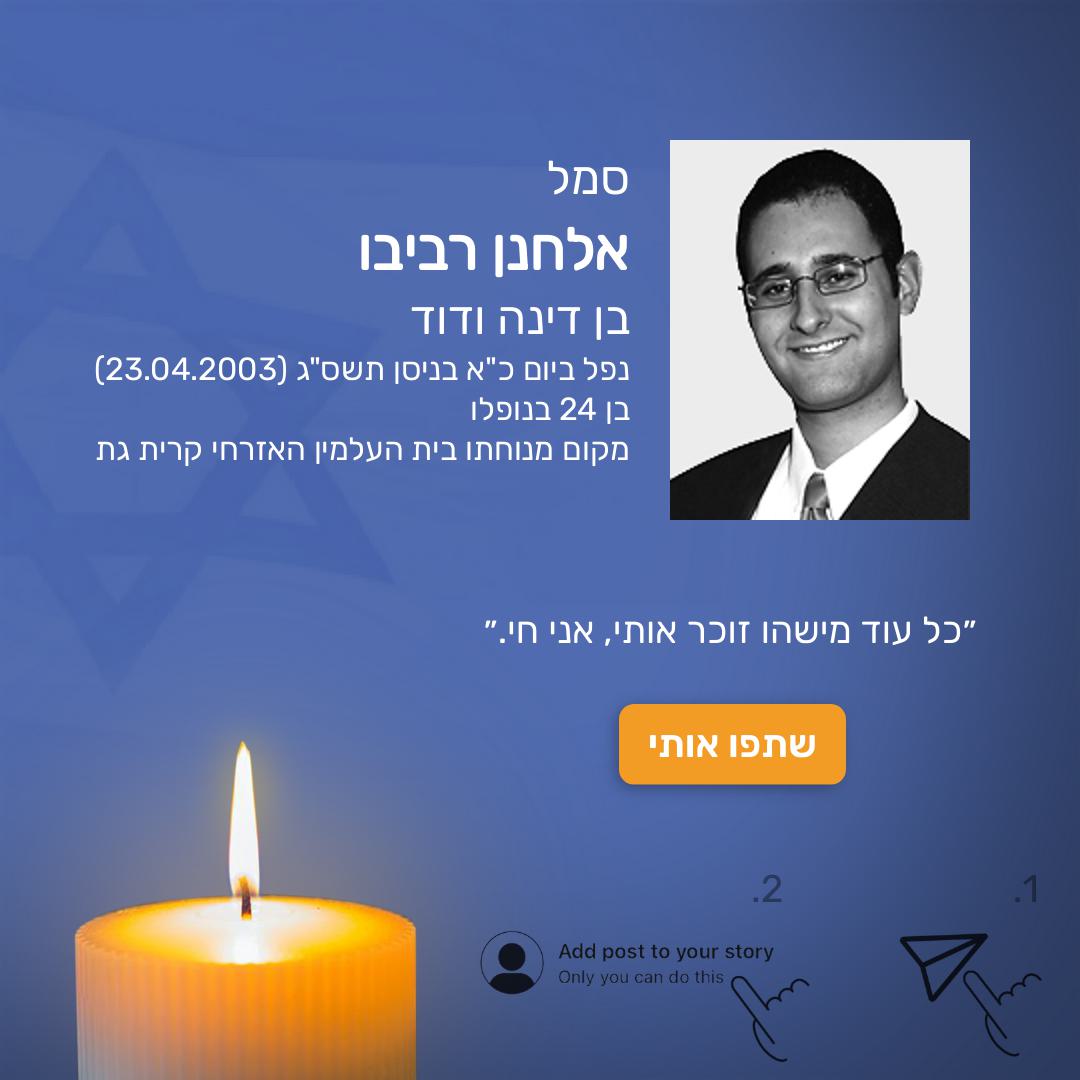 סמל
אלחנן רביבו
בן דינה ודוד
נפל ביום כ"א בניסן תשס"ג (23.04.2003)
בן 24 בנופלו
מקום מנוחתו בית העלמין האזרחי קרית גת
״כל עוד מישהו זוכר אותי, אני חי.״
שתפו אותי
1.
2.
Add post to your story
Only you can do this